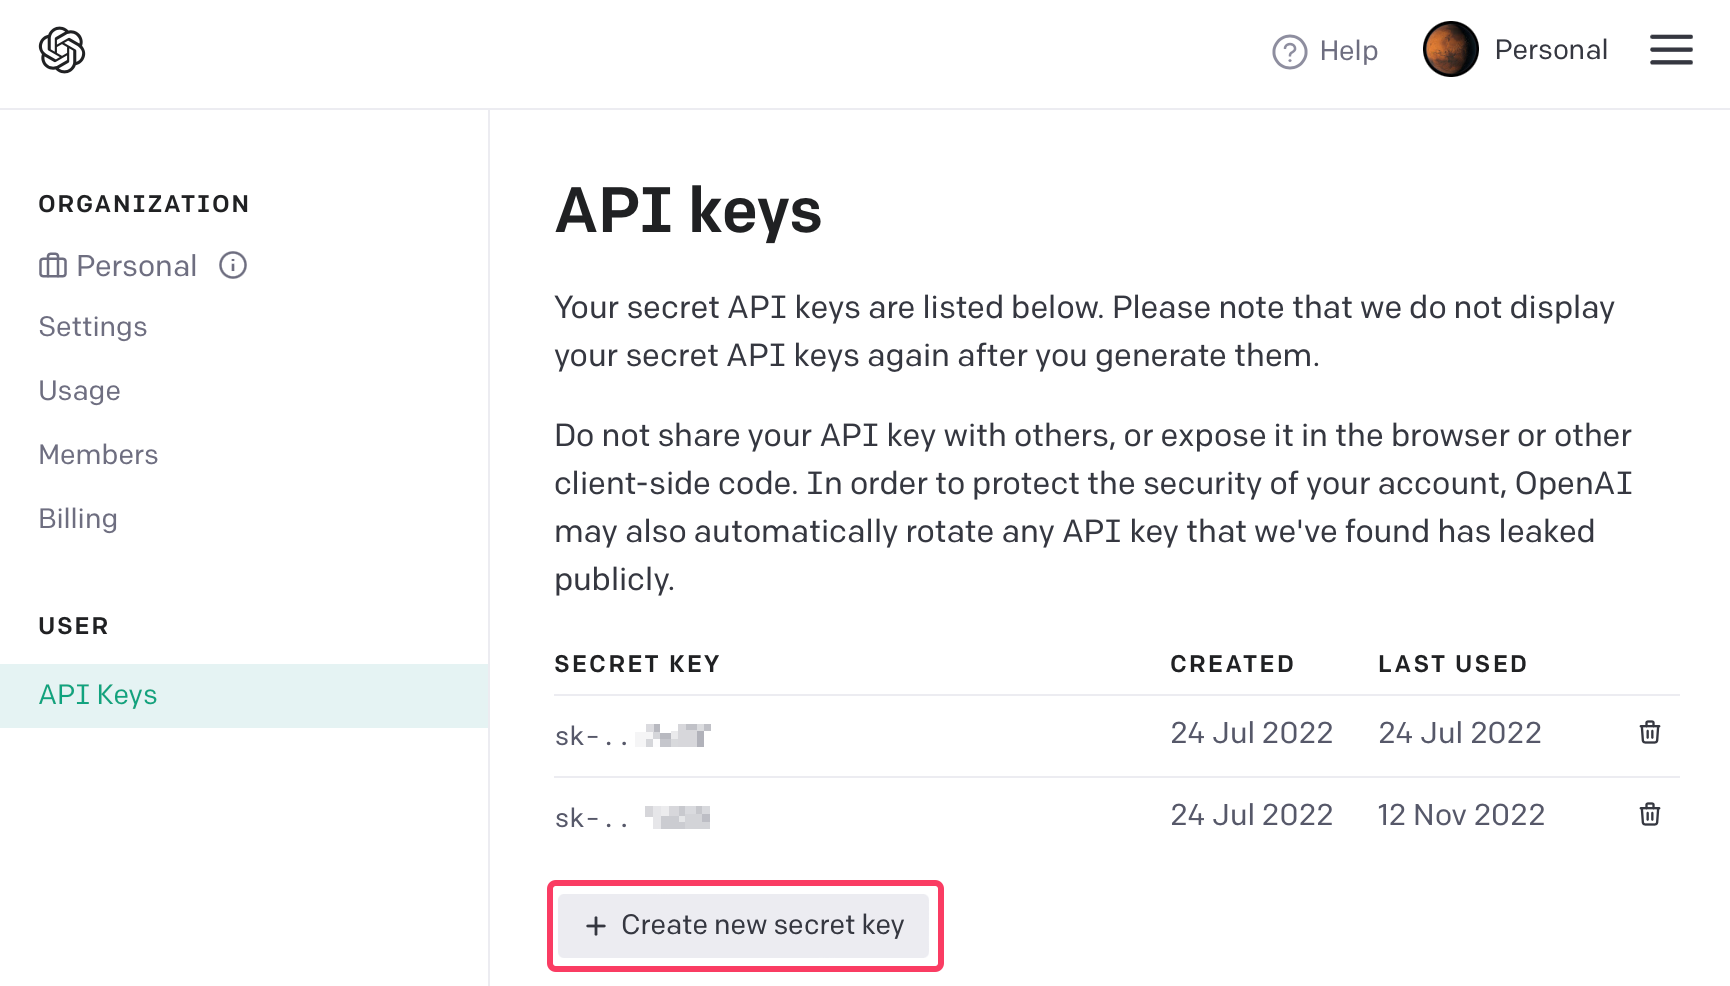 Help
Personal
ORGANIZATION
Personal
Settings
Usage
Members
Billing
USER
API Keys
API keys
Your secret API keys are listed below. Please note that we do not display
your secret API keys again after you generate them.
Do not share your API key with others, or expose it in the browser or other
client-side code. In order to protect the security of your account, OpenAI
may also automatically rotate any API key that we've found has leaked
publicly.
SECRET KEY CREATED LAST USED
sk-.. 24 Jul 2022 24 Jul 2022
sk-.. 24 Jul 2022 12 Nov 2022
+ Create new secret key